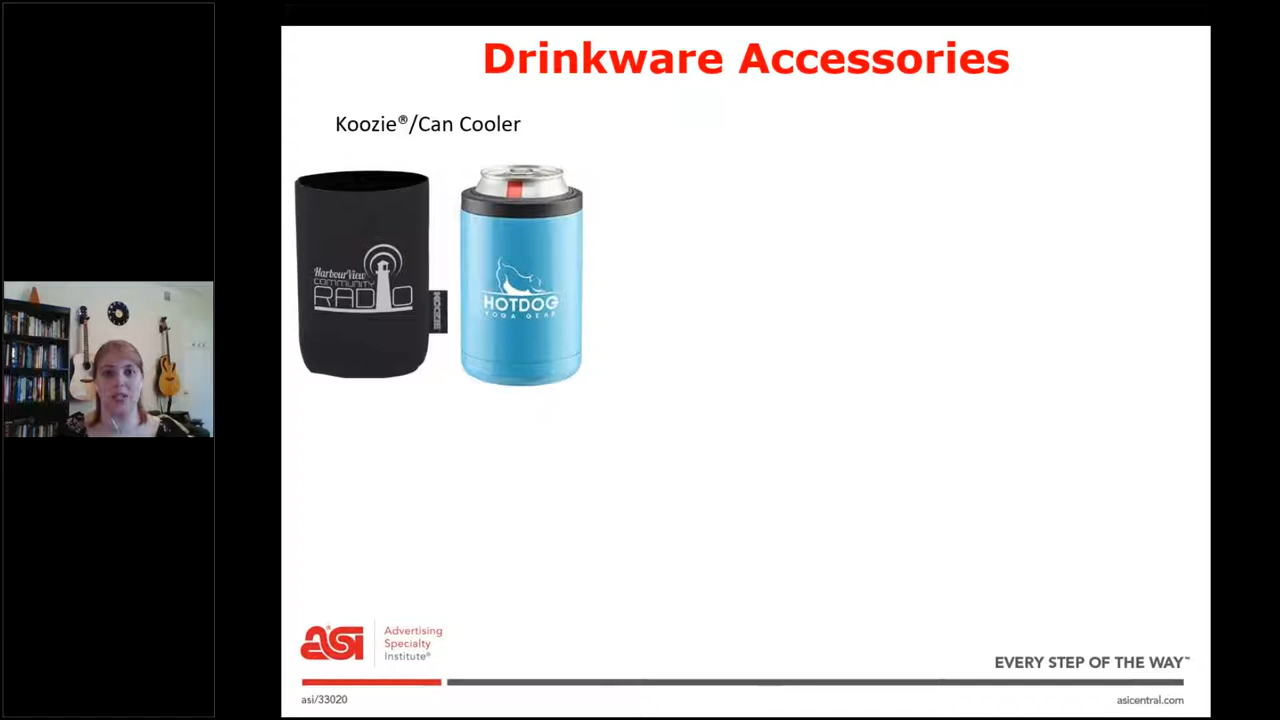 Drinkware Accessories
Koozie®/Can Cooler
HarbourView
COMMUNITY
RADIO
KOOZIE
HOTDOG
YOGA GEAR
asi®
Advertising
Specialty
Institute®
EVERY STEP OF THE WAY™
asi/33020
asicentral.com